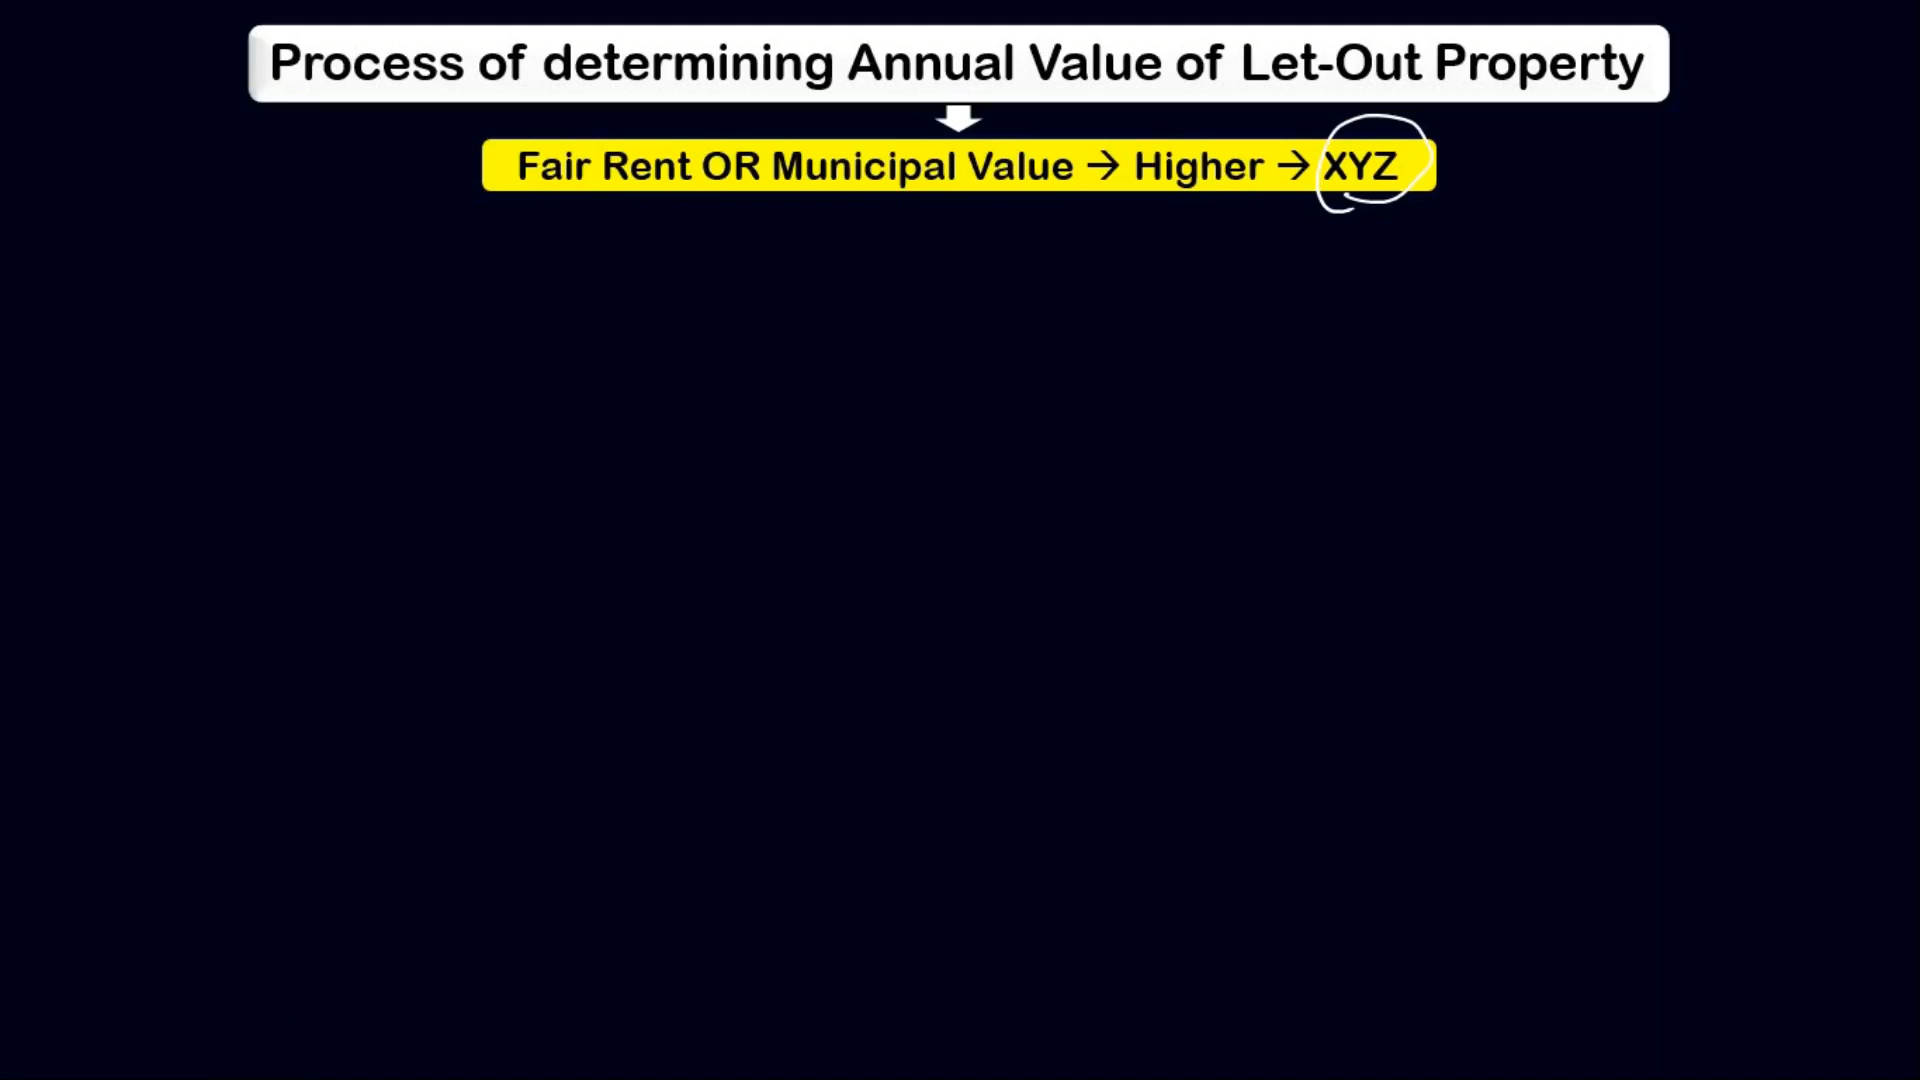 Process of determining Annual Value of Let-Out Property
Fair Rent OR Municipal Value → Higher → XYZ